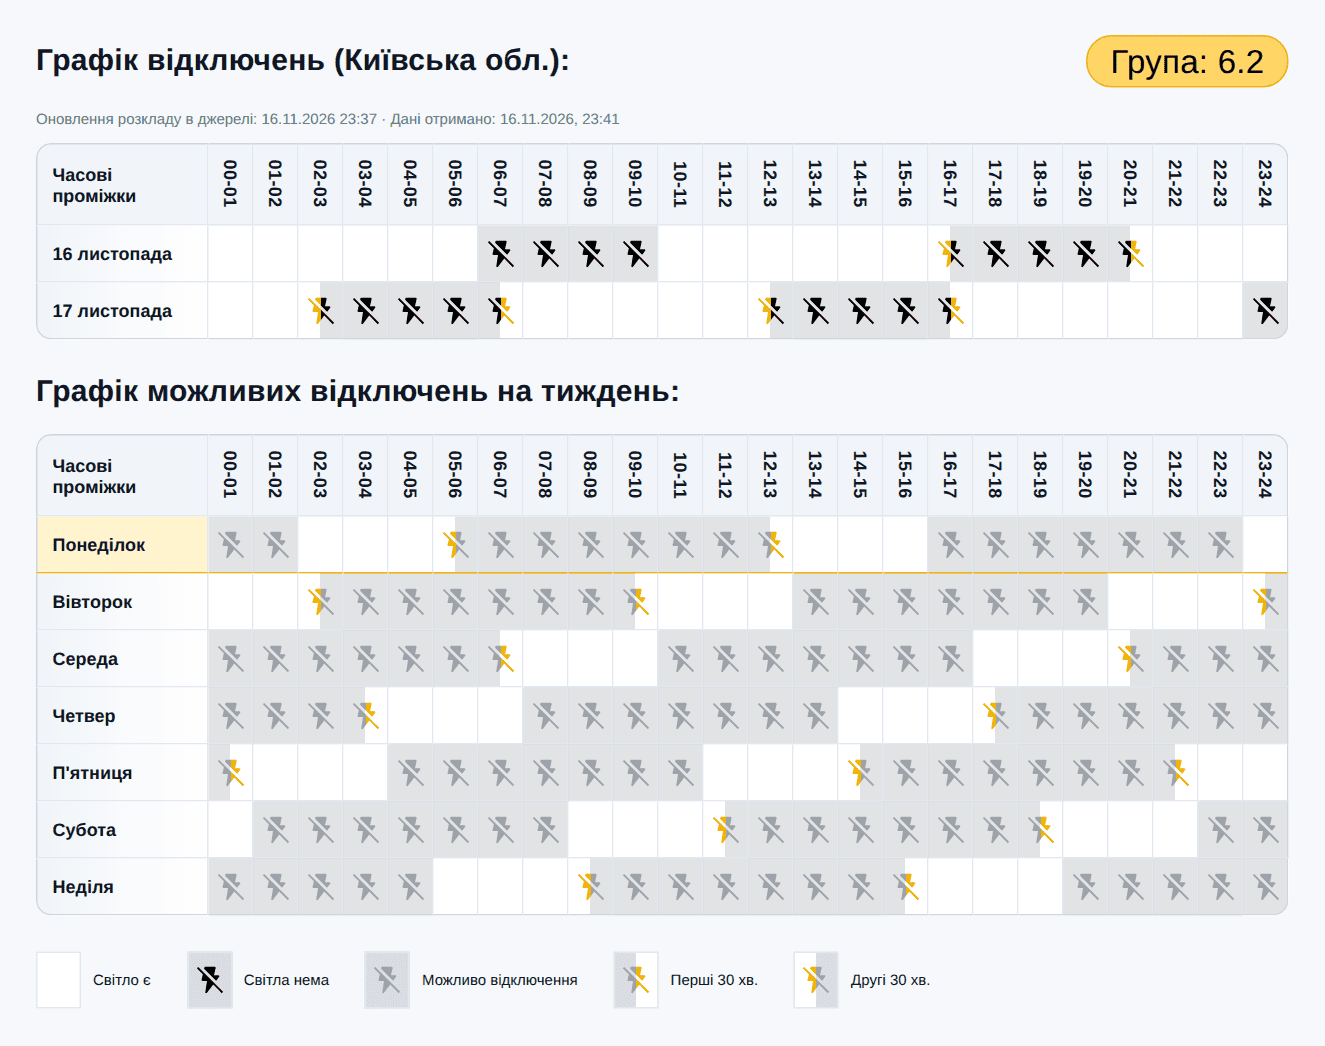 Графік відключень (Київська обл.):
Група: 6.2
Оновлення розкладу в джерелі: 16.11.2026 23:37 · Дані отримано: 16.11.2026, 23:41
Часові
проміжки
00-01 01-02 02-03 03-04 04-05 05-06 06-07 07-08 08-09 09-10 10-11 11-12 12-13 13-14 14-15 15-16 16-17 17-18 18-19 19-20 20-21 21-22 22-23 23-24
16 листопада
17 листопада
Графік можливих відключень на тиждень:
Часові
проміжки
00-01 01-02 02-03 03-04 04-05 05-06 06-07 07-08 08-09 09-10 10-11 11-12 12-13 13-14 14-15 15-16 16-17 17-18 18-19 19-20 20-21 21-22 22-23 23-24
Понеділок
Вівторок
Середа
Четвер
П'ятниця
Субота
Неділя
Світло є
Світла нема
Можливо відключення
Перші 30 хв.
Другі 30 хв.